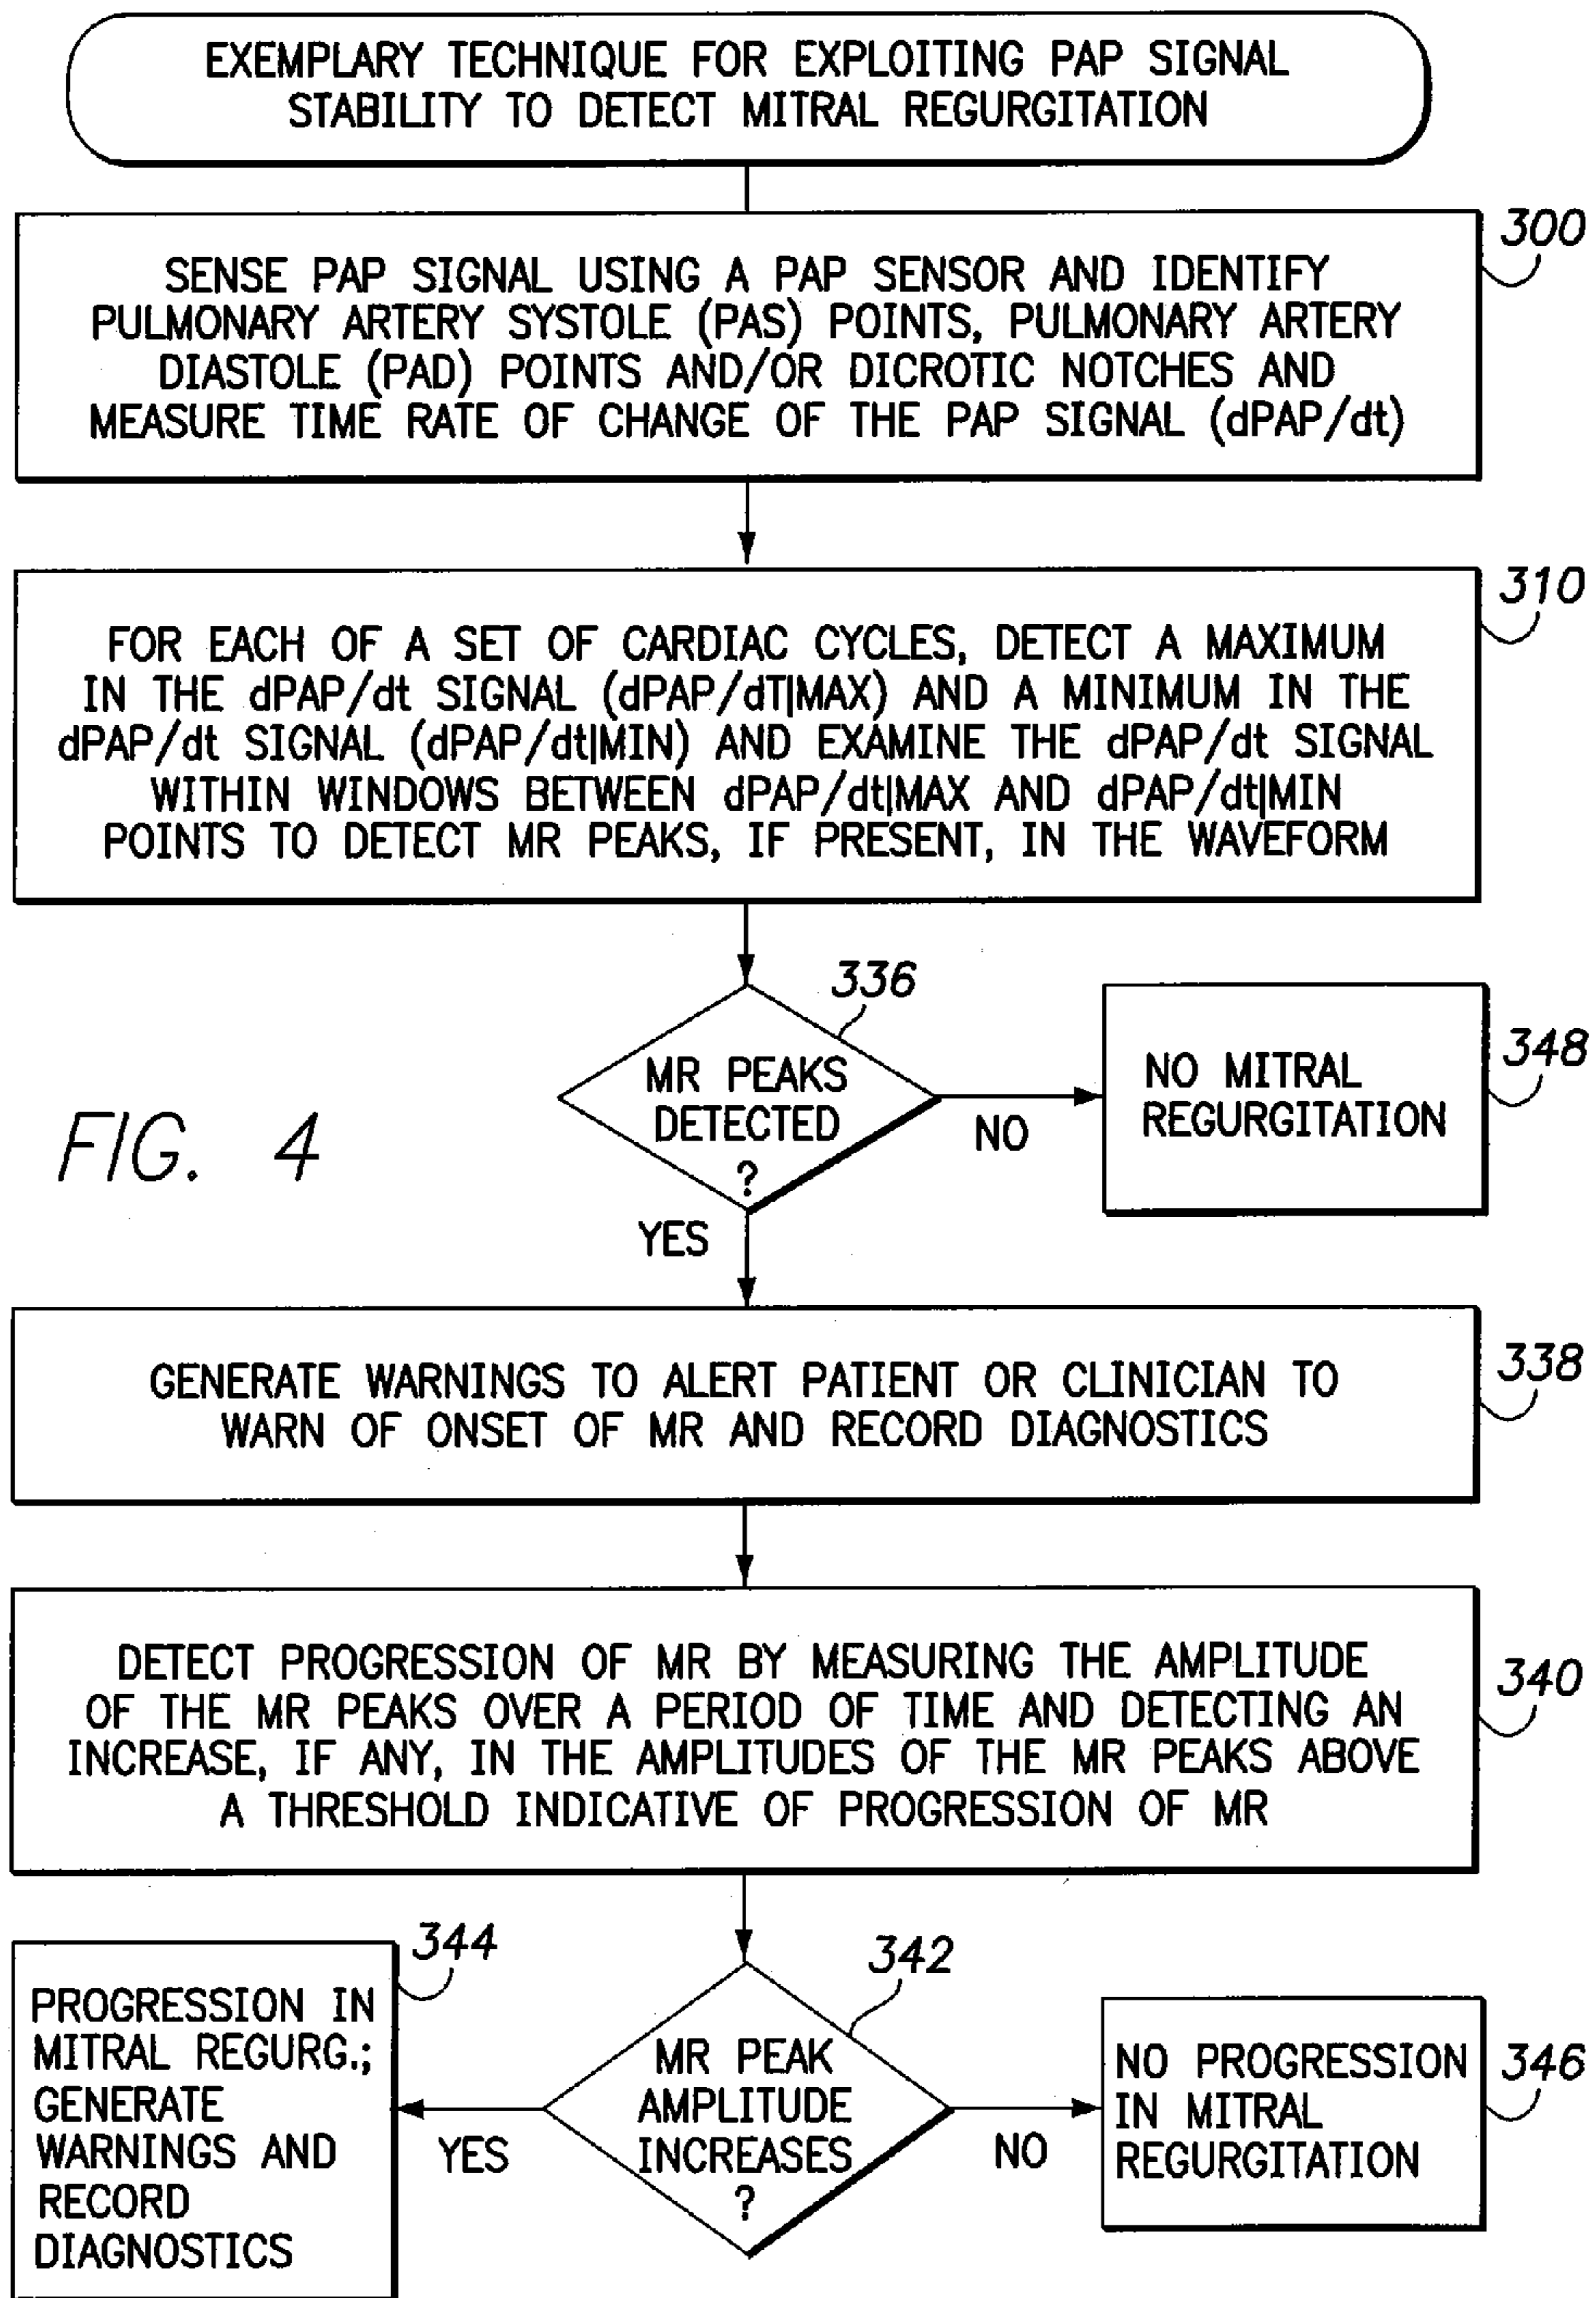 EXEMPLARY TECHNIQUE FOR EXPLOITING PAP SIGNAL
STABILITY TO DETECT MITRAL REGURGITATION
300
SENSE PAP SIGNAL USING A PAP SENSOR AND IDENTIFY
PULMONARY ARTERY SYSTOLE (PAS) POINTS, PULMONARY ARTERY
DIASTOLE (PAD) POINTS AND/OR DICROTIC NOTCHES AND
MEASURE TIME RATE OF CHANGE OF THE PAP SIGNAL (dPAP/dt)
310
FOR EACH OF A SET OF CARDIAC CYCLES, DETECT A MAXIMUM
IN THE dPAP/dt SIGNAL (dPAP/dT|MAX) AND A MINIMUM IN THE
dPAP/dt SIGNAL (dPAP/dt|MIN) AND EXAMINE THE dPAP/dt SIGNAL
WITHIN WINDOWS BETWEEN dPAP/dt|MAX AND dPAP/dt|MIN
POINTS TO DETECT MR PEAKS, IF PRESENT, IN THE WAVEFORM
336
MR PEAKS
DETECTED
?
NO
348
NO MITRAL
REGURGITATION
FIG. 4
YES
338
GENERATE WARNINGS TO ALERT PATIENT OR CLINICIAN TO
WARN OF ONSET OF MR AND RECORD DIAGNOSTICS
340
DETECT PROGRESSION OF MR BY MEASURING THE AMPLITUDE
OF THE MR PEAKS OVER A PERIOD OF TIME AND DETECTING AN
INCREASE, IF ANY, IN THE AMPLITUDES OF THE MR PEAKS ABOVE
A THRESHOLD INDICATIVE OF PROGRESSION OF MR
344
PROGRESSION IN
MITRAL REGURG.;
GENERATE
WARNINGS AND
RECORD
DIAGNOSTICS
YES
342
MR PEAK
AMPLITUDE
INCREASES
?
NO
346
NO PROGRESSION
IN MITRAL
REGURGITATION